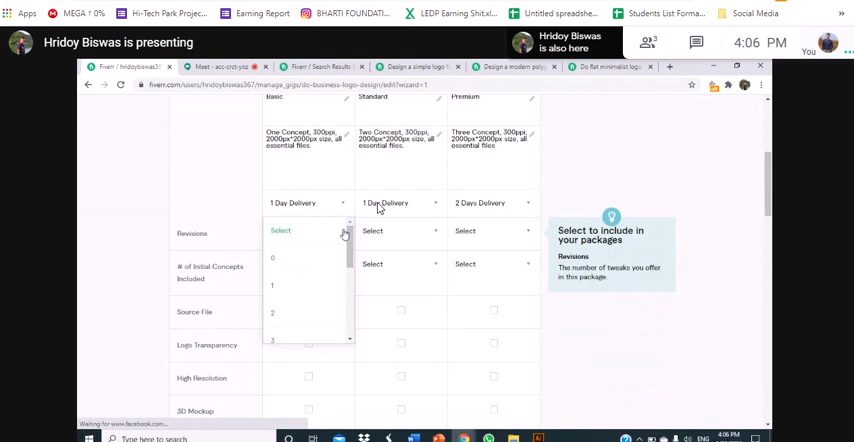 Apps
MEGA ↑ 0%
Hi-Tech Park Projec...
Earning Report
BHARTI FOUNDATI...
LEDP Earning Shit.xl...
Untitled spreadshe...
Students List Forma...
Social Media
Hridoy Biswas is presenting
Hridoy Biswas
is also here
3
4:06 PM
You
Fiverr / hridoybiswas36
Meet - acc-crct-yoz
Fiverr / Search Results
Design a simple logo fl
Design a modern poly
Do flat minimalist logo
fiverr.com/users/hridoybiswas367/manage_gigs/do-business-logo-design/edit?wizard=1
Basic
Standard
Premium
One Concept, 300ppi,
2000px*2000px size, all
essential files.
Two Concept, 300ppi,
2000px*2000px size, all
essential files.
Three Concept, 300ppi,
2000px*2000px size, all
essential files
1 Day Delivery
1 Day Delivery
2 Days Delivery
Revisions
Select
Select
Select
0
1
2
3
# of Initial Concepts
Included
Select
Select
Source File
Logo Transparency
High Resolution
3D Mockup
Select to include in
your packages
Revisions
The number of tweaks you offer
in this package.
Waiting for www.facebook.com...
Type here to search
ENG
4:06 PM